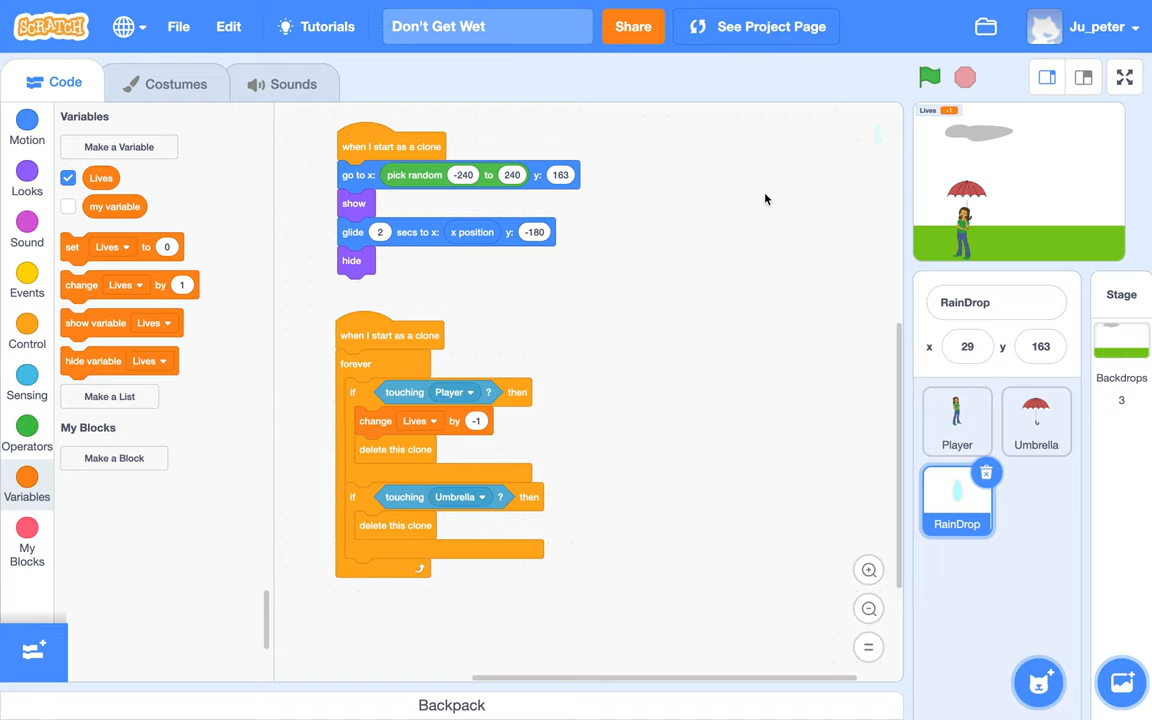 SCRATCH
File
Edit
Tutorials
Don't Get Wet
Share
See Project Page
Ju_peter
Code
Costumes
Sounds
Motion
Looks
Sound
Events
Control
Sensing
Operators
Variables
My Blocks
Variables
Make a Variable
Lives
my variable
set Lives to 0
change Lives by 1
show variable Lives
hide variable Lives
Make a List
My Blocks
Make a Block
when I start as a clone
go to x: pick random -240 to 240 y: 163
show
glide 2 secs to x: x position y: -180
hide
when I start as a clone
forever
if touching Player ? then
change Lives by -1
delete this clone
if touching Umbrella ? then
delete this clone
Lives -1
RainDrop
x 29 y 163
Player
Umbrella
RainDrop
Stage
Backdrops
3
Backpack